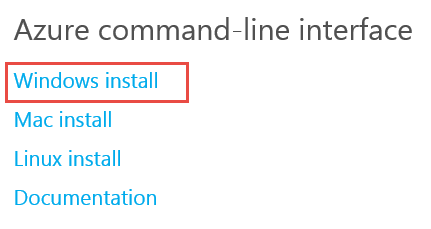 Azure command-line interface
Windows install
Mac install
Linux install
Documentation